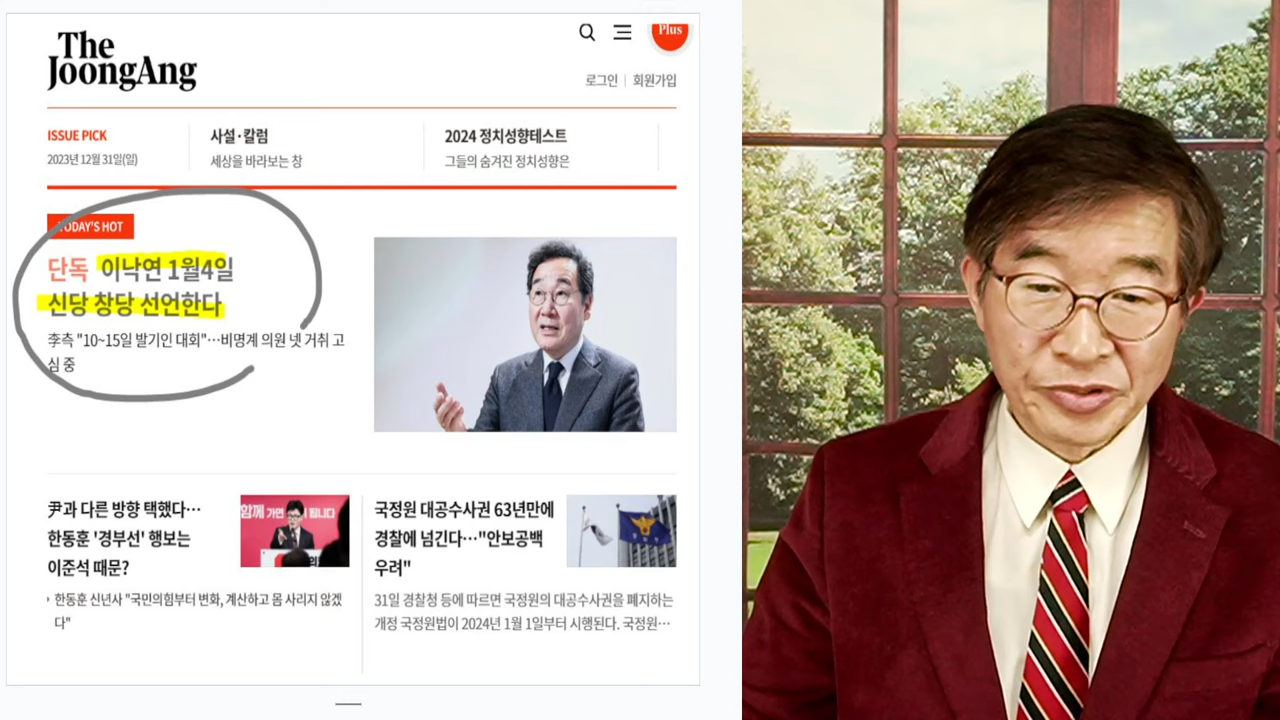 The
JoongAng
Plus
로그인 | 회원가입
ISSUE PICK
2023년 12월 31일(일)
사설·칼럼
세상을 바라보는 창
2024 정치성향테스트
그들의 숨겨진 정치성향은
TODAY'S HOT
단독 이낙연 1월4일
신당 창당 선언한다
李측 "10~15일 발기인 대회"…비명계 의원 넷 거취 고
심 중
尹과 다른 방향 택했다…
한동훈 '경부선' 행보는
이준석 때문?
한동훈 신년사 "국민의힘부터 변화, 계산하고 몸 사리지 않겠
다"
함께 가면
됩니다
국정원 대공수사권 63년만에
경찰에 넘긴다…"안보공백
우려"
31일 경찰청 등에 따르면 국정원의 대공수사권을 폐지하는
개정 국정원법이 2024년 1월 1일부터 시행된다. 국정원…